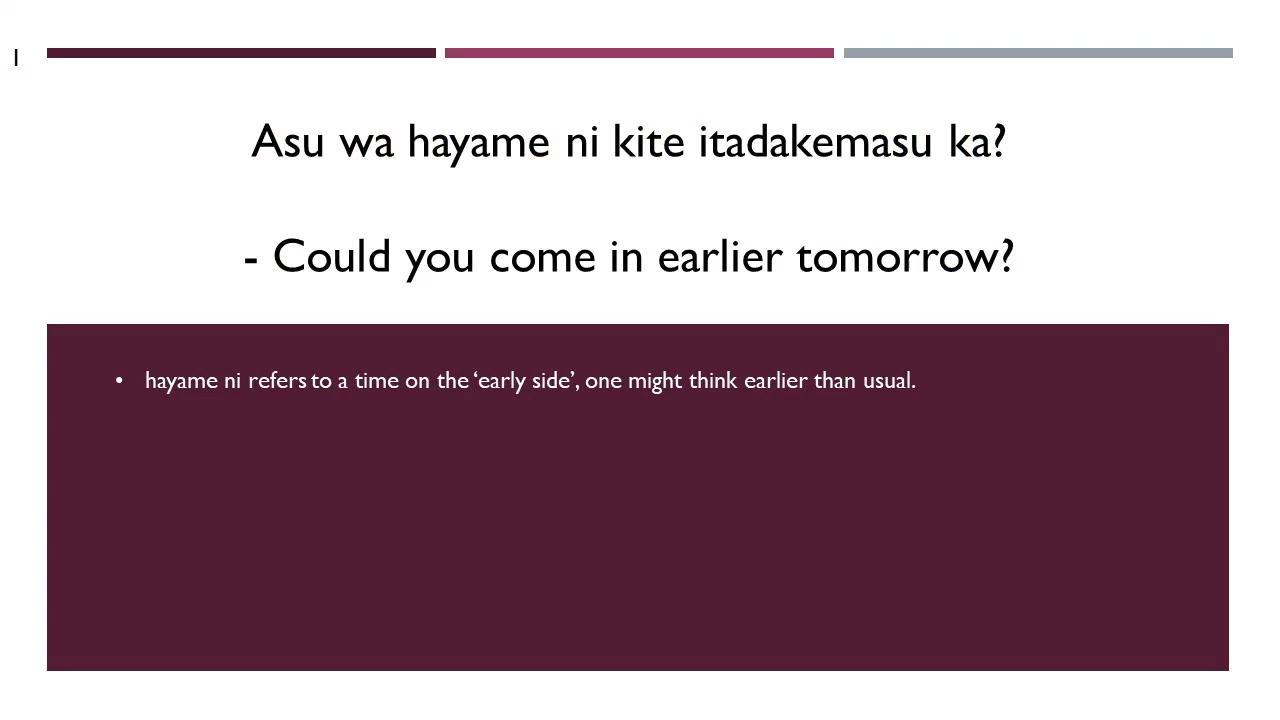 I
Asu wa hayame ni kite itadakemasu ka?
- Could you come in earlier tomorrow?
• hayame ni refers to a time on the ‘early side’, one might think earlier than usual.